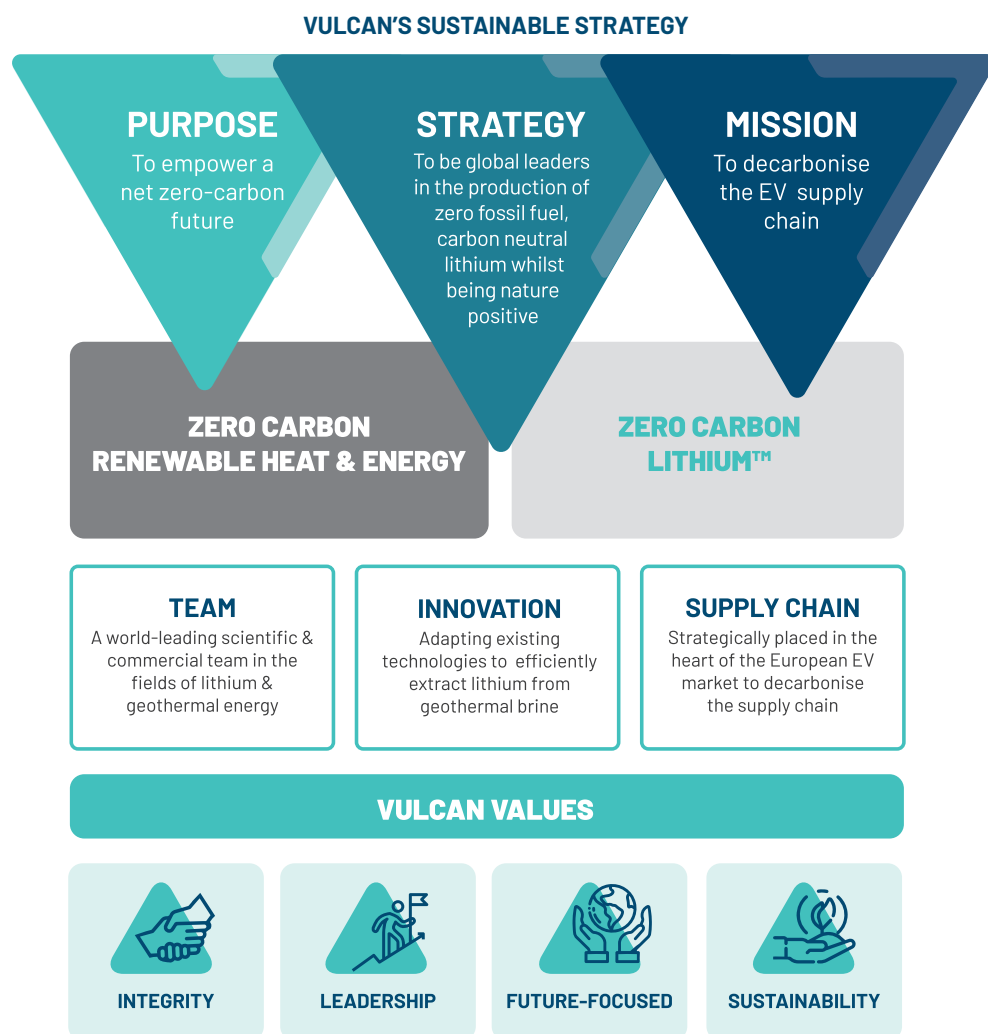 VULCAN’S SUSTAINABLE STRATEGY
PURPOSE
To empower a
net zero-carbon
future
STRATEGY
To be global leaders
in the production of
zero fossil fuel,
carbon neutral
lithium whilst
being nature
positive
MISSION
To decarbonise
the EV supply
chain
ZERO CARBON
RENEWABLE HEAT & ENERGY
ZERO CARBON
LITHIUM™
TEAM
A world-leading scientific &
commercial team in the
fields of lithium &
geothermal energy
INNOVATION
Adapting existing
technologies to efficiently
extract lithium from
geothermal brine
SUPPLY CHAIN
Strategically placed in the
heart of the European EV
market to decarbonise
the supply chain
VULCAN VALUES
INTEGRITY
LEADERSHIP
FUTURE-FOCUSED
SUSTAINABILITY